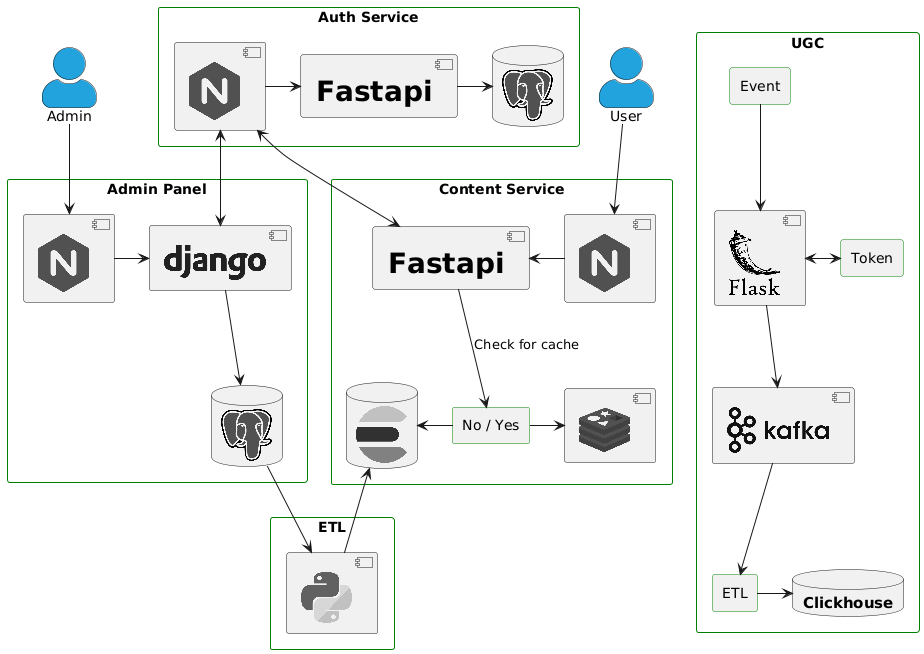 Auth Service
N
Fastapi
Admin
User
UGC
Event
Admin Panel
N
django
Content Service
Fastapi
N
Flask
Token
Check for cache
No / Yes
kafka
ETL
ETL
Clickhouse